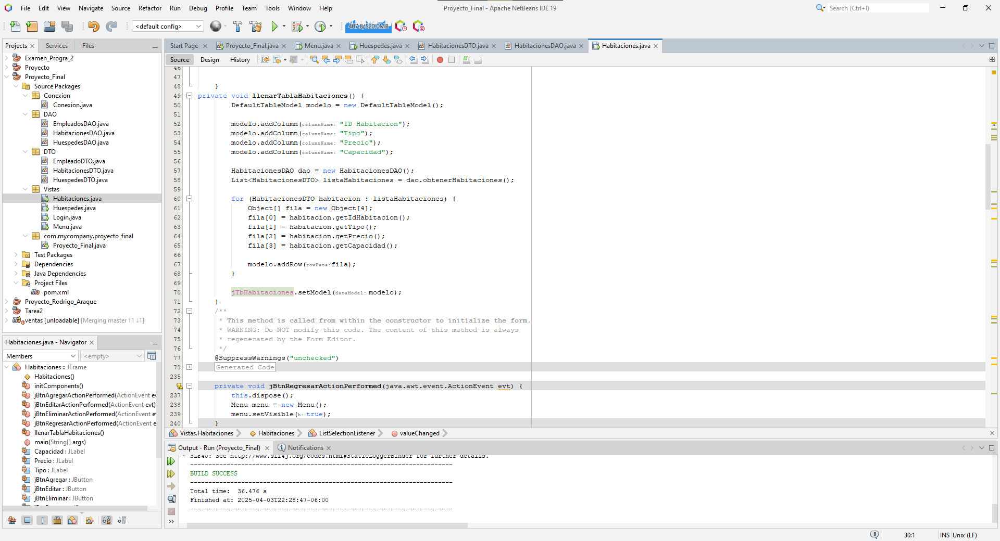 File Edit View Navigate Source Refactor Run Debug Profile Team Tools Window Help
Proyecto_Final - Apache NetBeans IDE 19
Search (Ctrl+I)
<default config>
407.8/520.0MB
Projects Services Files
Examen_Progra_2
Proyecto
Proyecto_Final
Source Packages
Conexion
Conexion.java
DAO
EmpleadosDAO.java
HabitacionesDAO.java
HuespedesDAO.java
DTO
EmpleadoDTO.java
HabitacionesDTO.java
HuespedesDTO.java
Vistas
Habitaciones.java
Huespedes.java
Login.java
Menu.java
com.mycompany.proyecto_final
Proyecto_Final.java
Test Packages
Dependencies
Java Dependencies
Project Files
pom.xml
Proyecto_Rodrigo_Araque
Tarea2
ventas [unloadable] [Merging master ↑1 ↓1]
Habitaciones.java - Navigator
Members <empty>
Habitaciones :: JFrame
Habitaciones()
initComponents()
jBtnAgregarActionPerformed(ActionEvent ev
jBtnEditarActionPerformed(ActionEvent evt)
jBtnEliminarActionPerformed(ActionEvent ev
jBtnRegresarActionPerformed(ActionEvent e
llenarTablaHabitaciones()
main(String[] args)
Capacidad : JLabel
Precio : JLabel
Tipo : JLabel
jBtnAgregar : JButton
jBtnEditar : JButton
jBtnEliminar : JButton
Start Page Proyecto_Final.java Menu.java Huespedes.java HabitacionesDTO.java HabitacionesDAO.java Habitaciones.java
Source Design History
46
47
48 }
49 private void llenarTablaHabitaciones() {
50 DefaultTableModel modelo = new DefaultTableModel();
51
52 modelo.addColumn(columnName: "ID Habitacion");
53 modelo.addColumn(columnName: "Tipo");
54 modelo.addColumn(columnName: "Precio");
55 modelo.addColumn(columnName: "Capacidad");
56
57 HabitacionesDAO dao = new HabitacionesDAO();
58 List<HabitacionesDTO> listaHabitaciones = dao.obtenerHabitaciones();
59
60 for (HabitacionesDTO habitacion : listaHabitaciones) {
61 Object[] fila = new Object[4];
62 fila[0] = habitacion.getIdHabitacion();
63 fila[1] = habitacion.getTipo();
64 fila[2] = habitacion.getPrecio();
65 fila[3] = habitacion.getCapacidad();
66
67 modelo.addRow(rowData: fila);
68 }
69
70 jTbHabitaciones.setModel(dataModel: modelo);
71 }
72 /**
73 * This method is called from within the constructor to initialize the form.
74 * WARNING: Do NOT modify this code. The content of this method is always
75 * regenerated by the Form Editor.
76 */
77 @SuppressWarnings("unchecked")
78 Generated Code
235
private void jBtnRegresarActionPerformed(java.awt.event.ActionEvent evt) {
237 this.dispose();
238 Menu menu = new Menu();
239 menu.setVisible(b: true);
240 }
Vistas.Habitaciones Habitaciones ListSelectionListener valueChanged
Output - Run (Proyecto_Final) Notifications
SLF4J: See http://www.slf4j.org/codes.html#StaticLoggerBinder for further details.
------------------------------------------------------------------------
BUILD SUCCESS
------------------------------------------------------------------------
Total time:  36.476 s
Finished at: 2025-04-03T22:28:47-06:00
------------------------------------------------------------------------
1 30:1 INS Unix (LF)